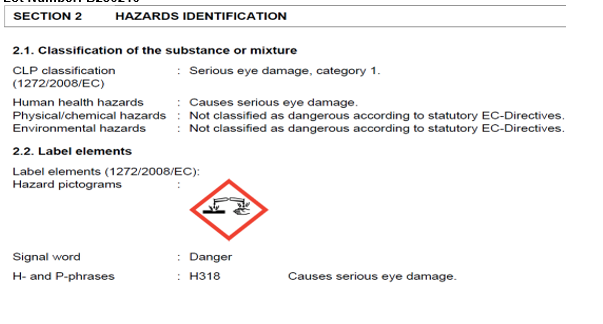 SECTION 2 HAZARDS IDENTIFICATION
2.1. Classification of the substance or mixture
CLP classification : Serious eye damage, category 1.
(1272/2008/EC)
Human health hazards : Causes serious eye damage.
Physical/chemical hazards : Not classified as dangerous according to statutory EC-Directives.
Environmental hazards : Not classified as dangerous according to statutory EC-Directives.
2.2. Label elements
Label elements (1272/2008/EC):
Hazard pictograms :
Signal word : Danger
H- and P-phrases : H318 Causes serious eye damage.